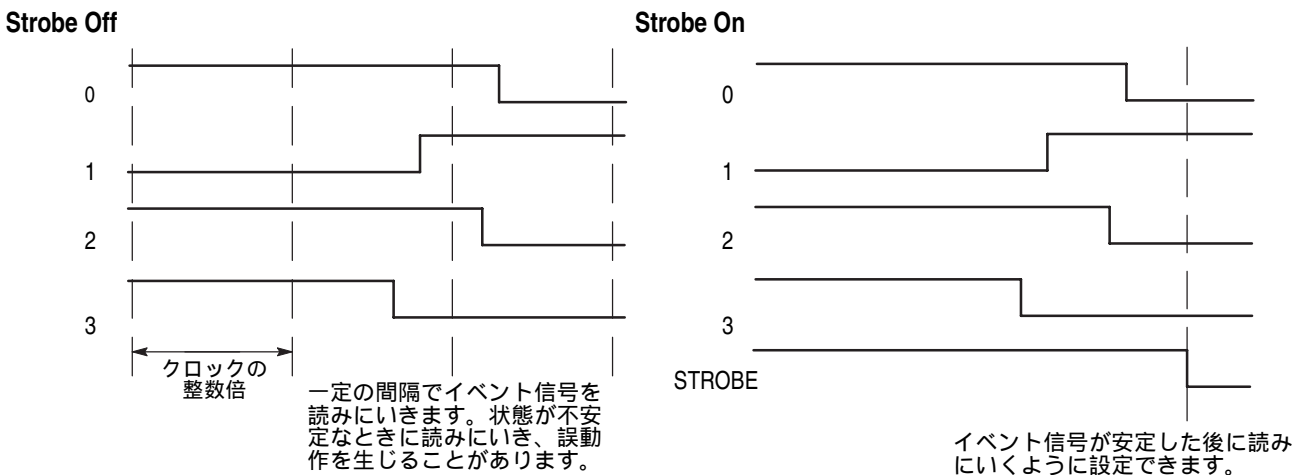 Strobe Off
0
1
2
3
クロックの
整数倍
一定の間隔でイベント信号を
読みにいきます。状態が不安
定なときに読みにいき、誤動
作を生じることがあります。
Strobe On
0
1
2
3
STROBE
イベント信号が安定した後に読み
にいくように設定できます。